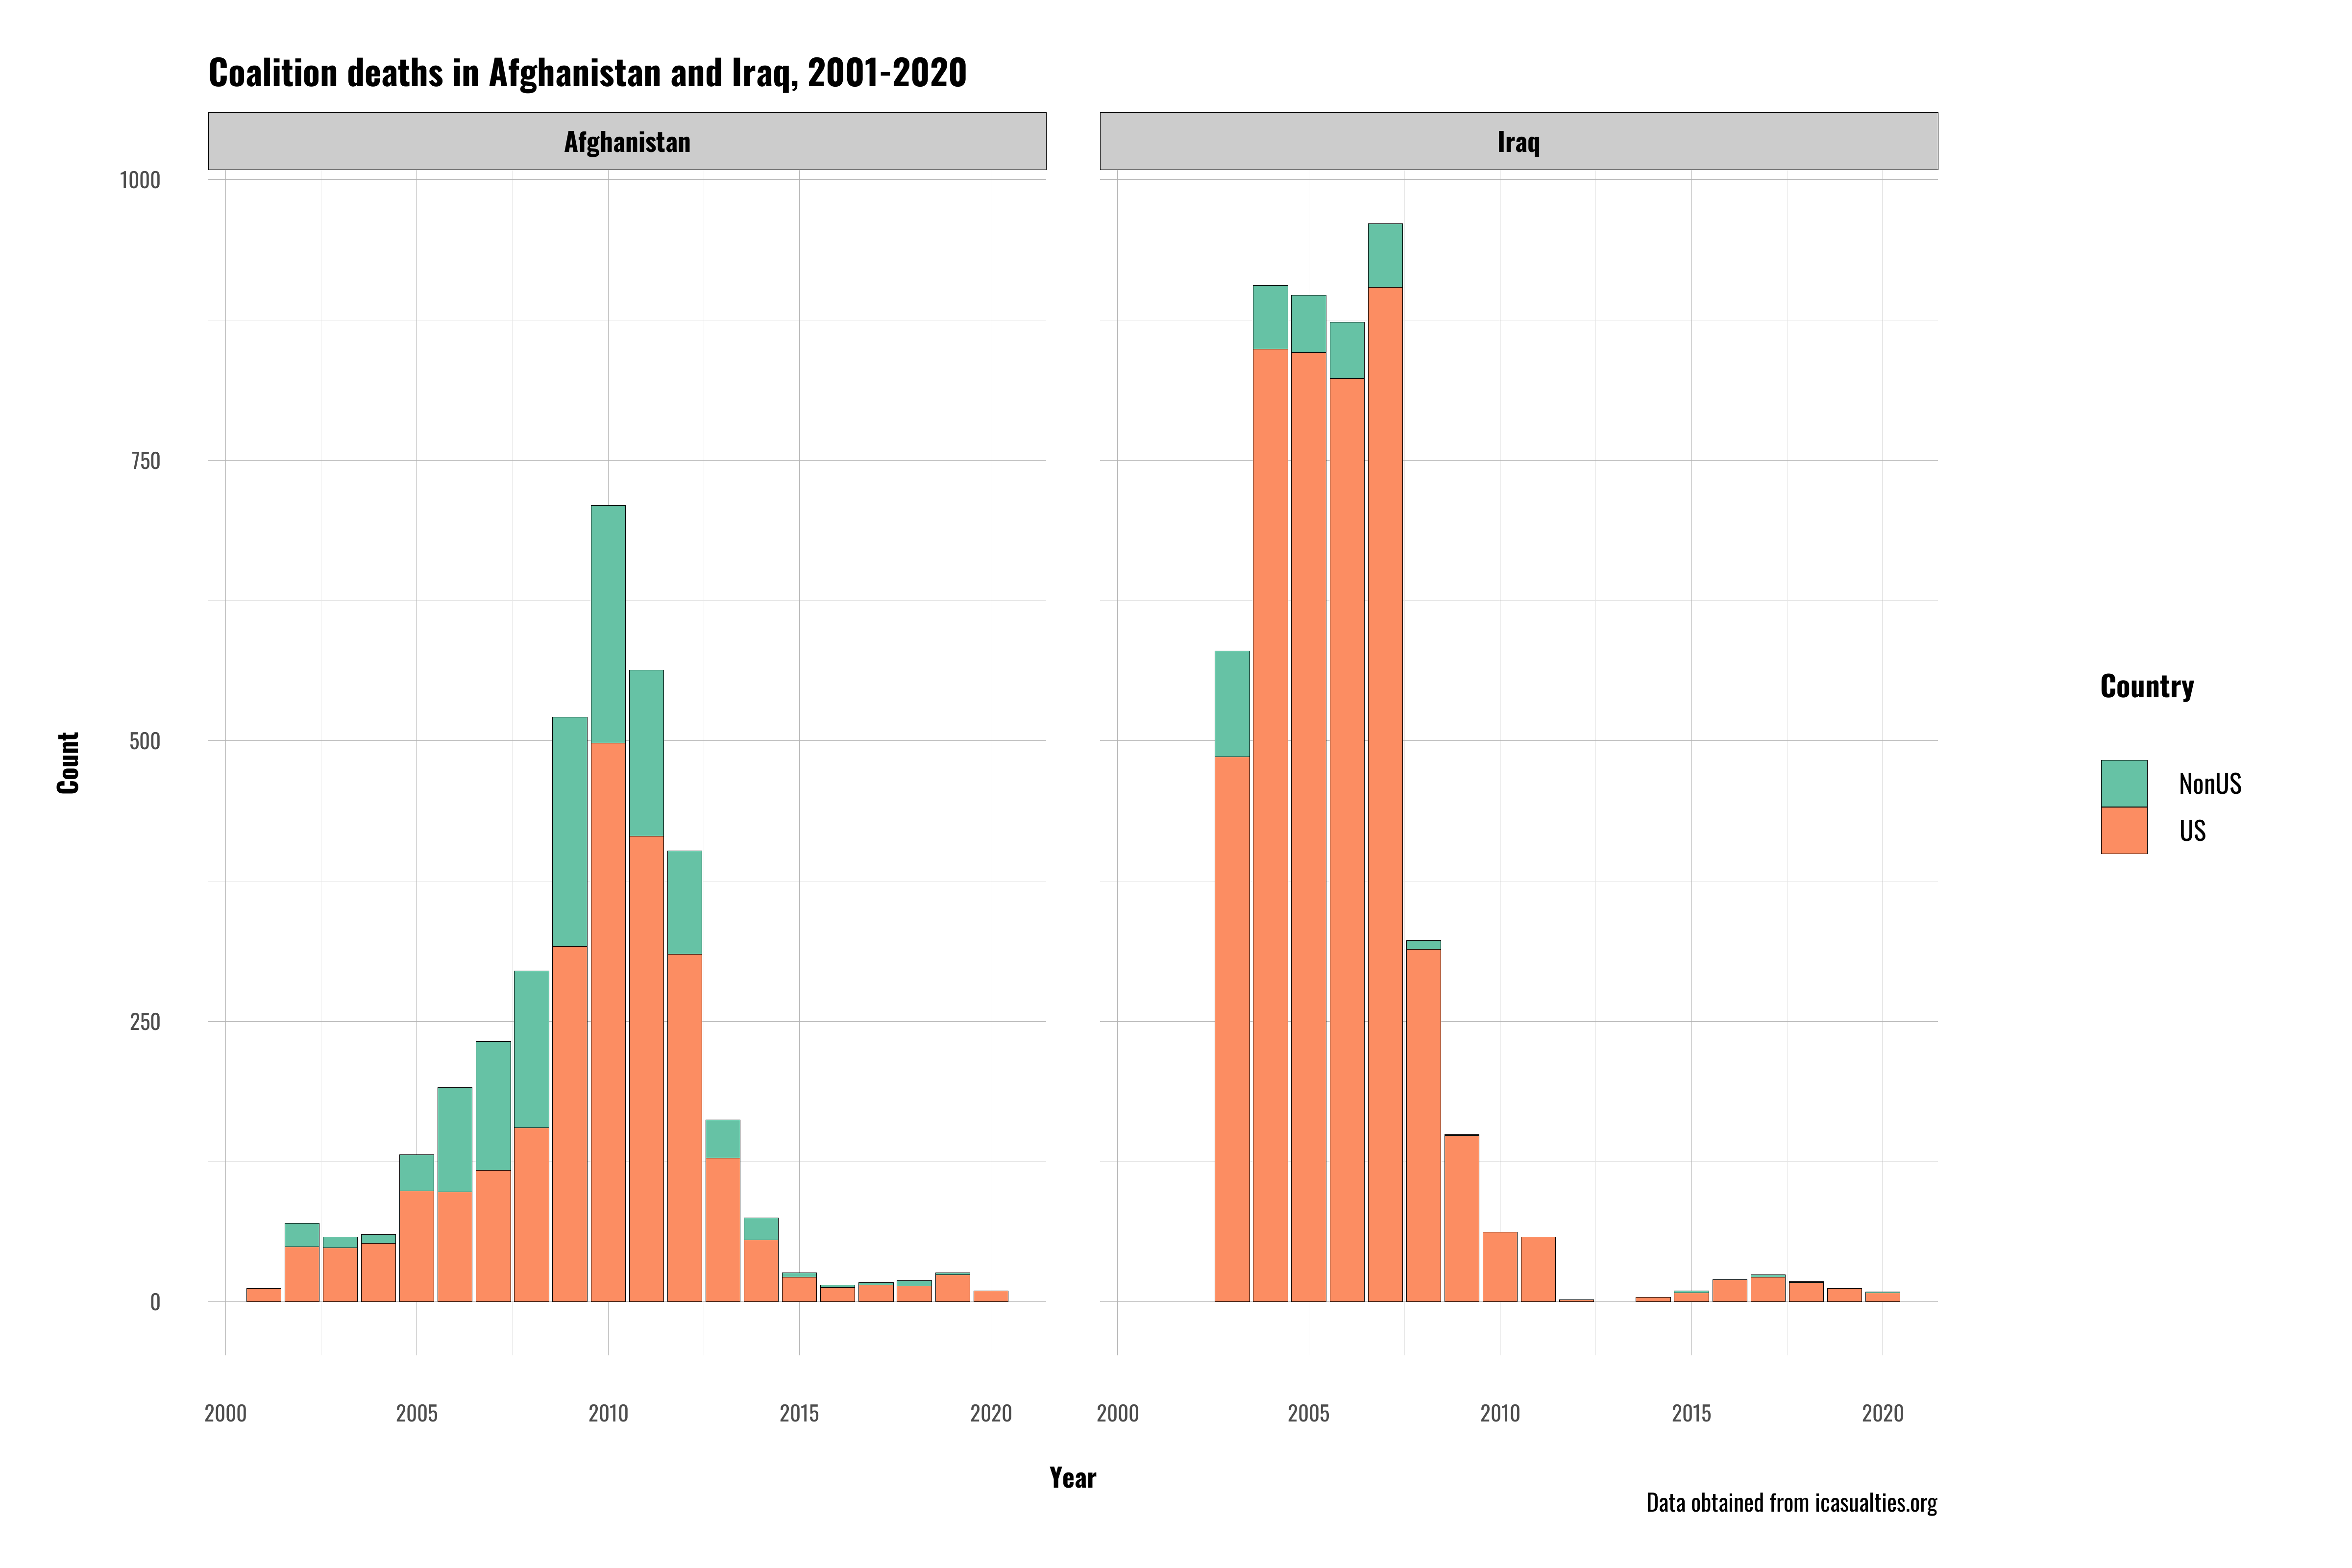 Coalition deaths in Afghanistan and Iraq, 2001-2020
Afghanistan
Iraq
1000
750
500
250
0
Count
2000 2005 2010 2015 2020
2000 2005 2010 2015 2020
Year
Country
NonUS
US
Data obtained from icasualties.org